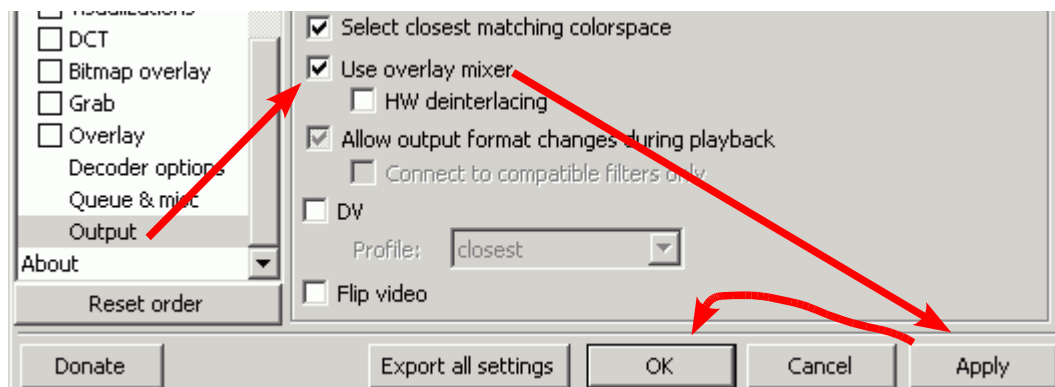 Visualizations
DCT
Bitmap overlay
Grab
Overlay
Decoder options
Queue & misc
Output
About
Reset order
Select closest matching colorspace
Use overlay mixer
HW deinterlacing
Allow output format changes during playback
Connect to compatible filters only
DV
Profile: closest
Flip video
Donate
Export all settings
OK
Cancel
Apply